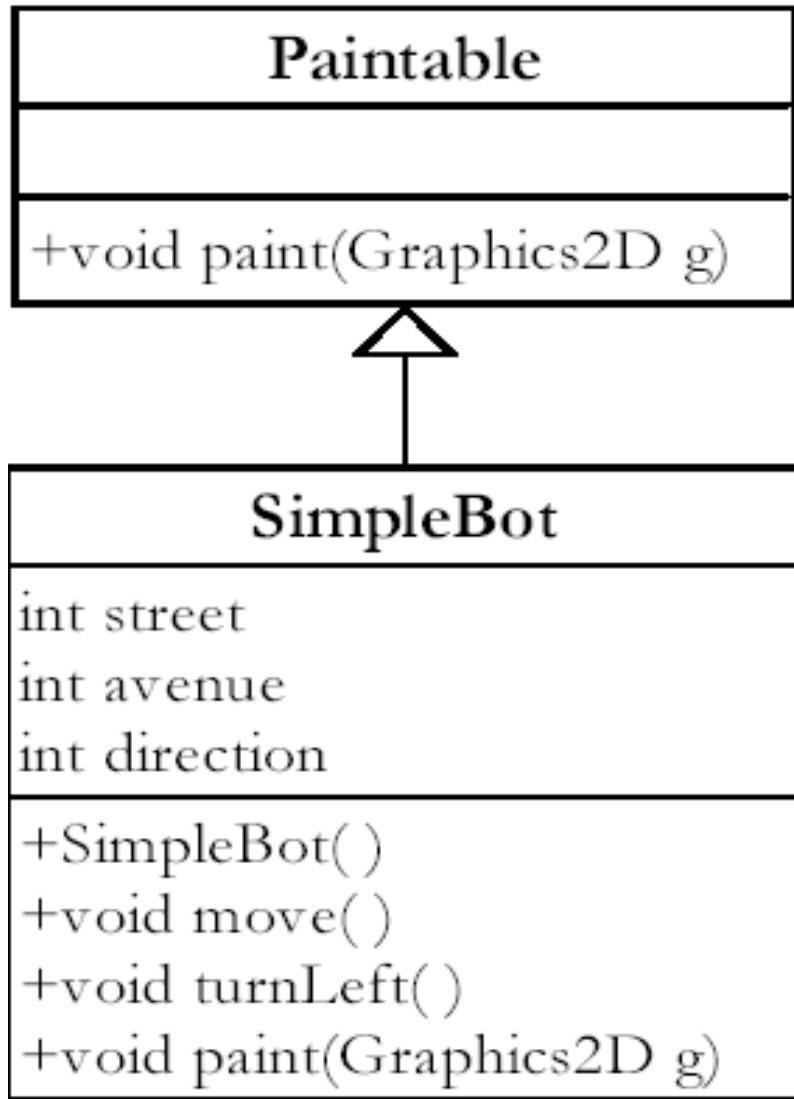 Paintable
+void paint(Graphics2D g)
SimpleBot
int street
int avenue
int direction
+SimpleBot( )
+void move( )
+void turnLeft( )
+void paint(Graphics2D g)